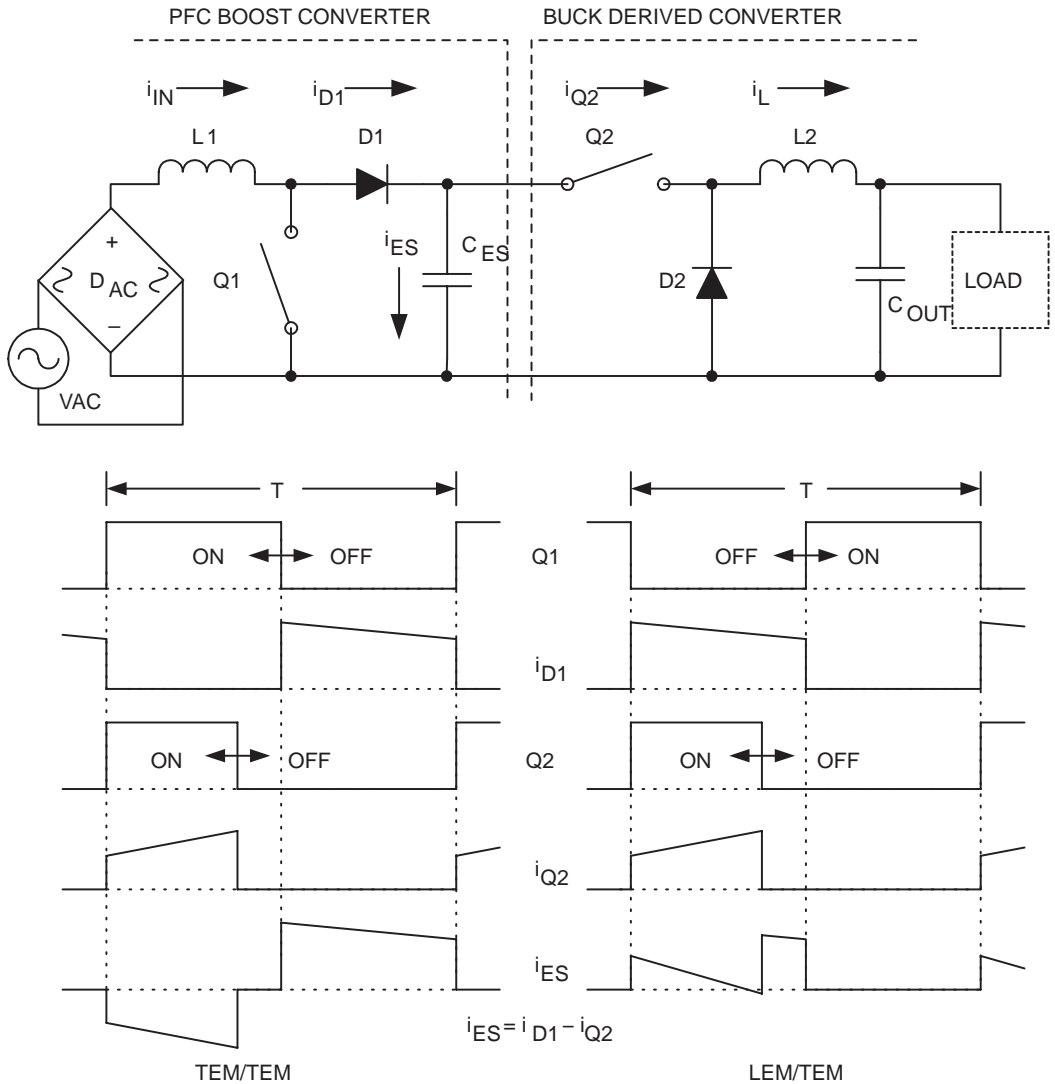 PFC BOOST CONVERTER
BUCK DERIVED CONVERTER
iIN
iD1
iQ2
iL
L1
D1
Q2
L2
+
DAC
−
Q1
iES
CES
D2
COUT
LOAD
VAC
T
T
ON
OFF
Q1
OFF
ON
iD1
ON
OFF
Q2
ON
OFF
iQ2
iES
iES = iD1 − iQ2
TEM/TEM
LEM/TEM